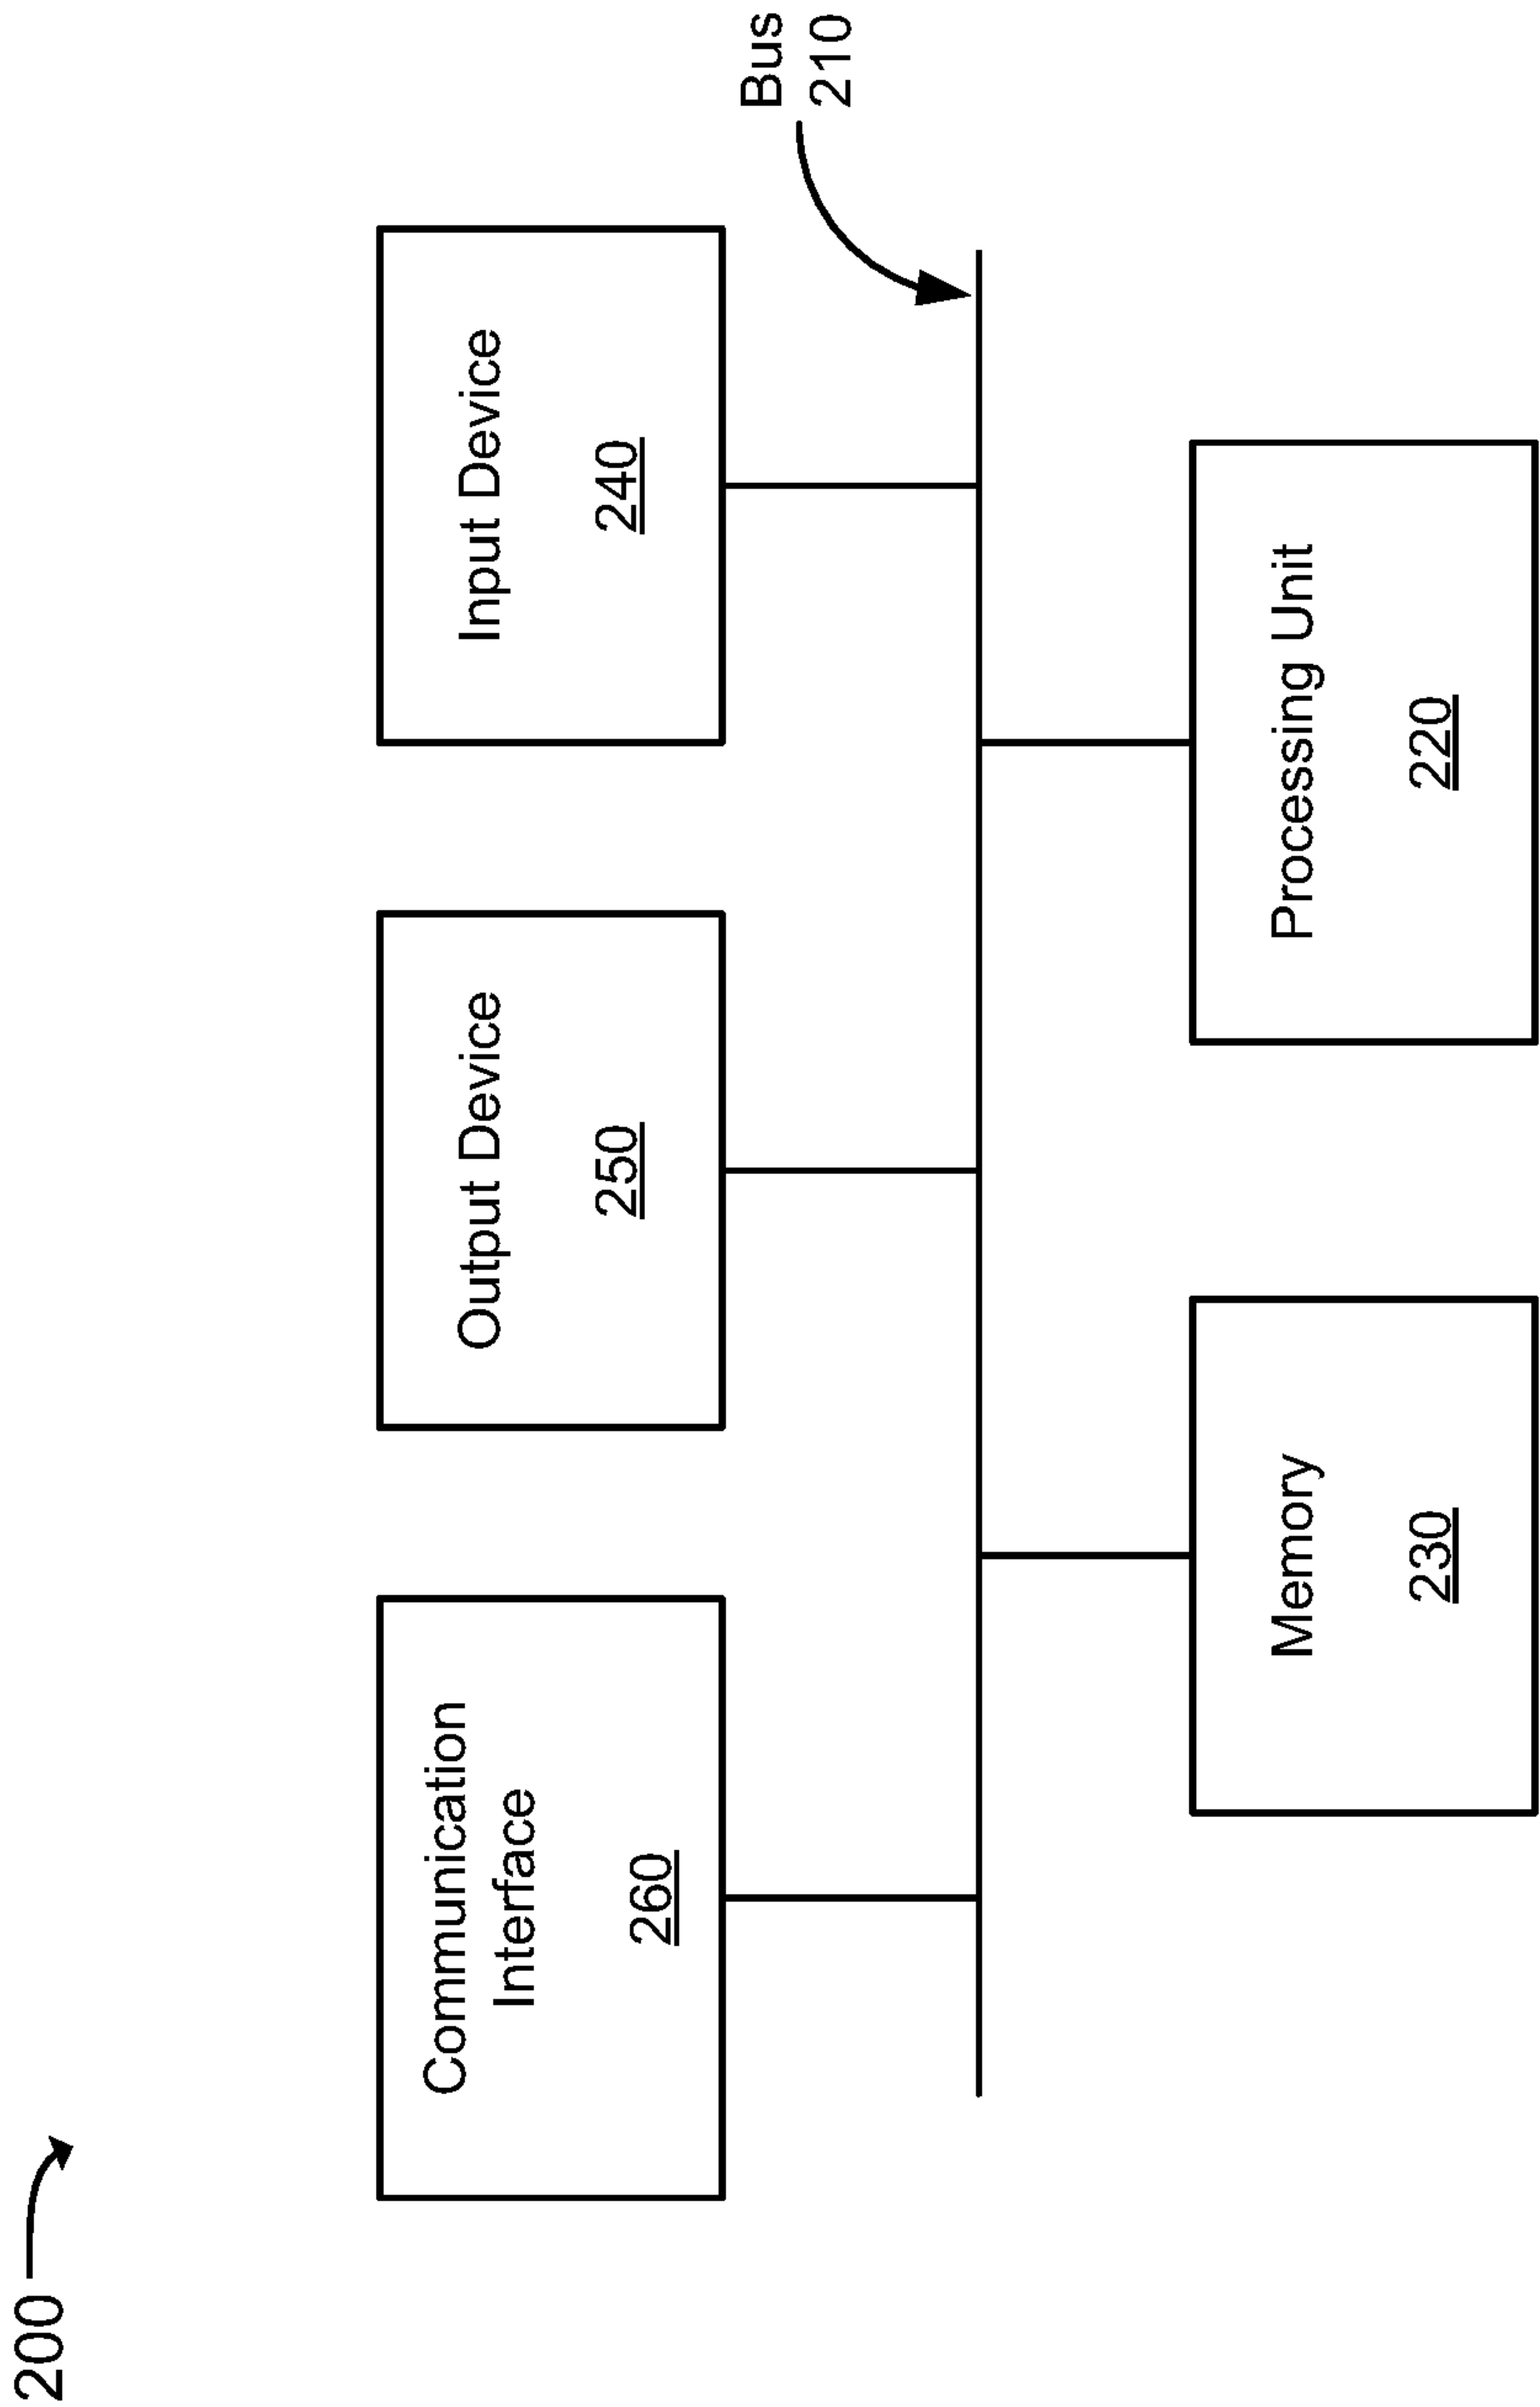 200
Communication
Interface
260
Output Device
250
Input Device
240
Bus
210
Memory
230
Processing Unit
220